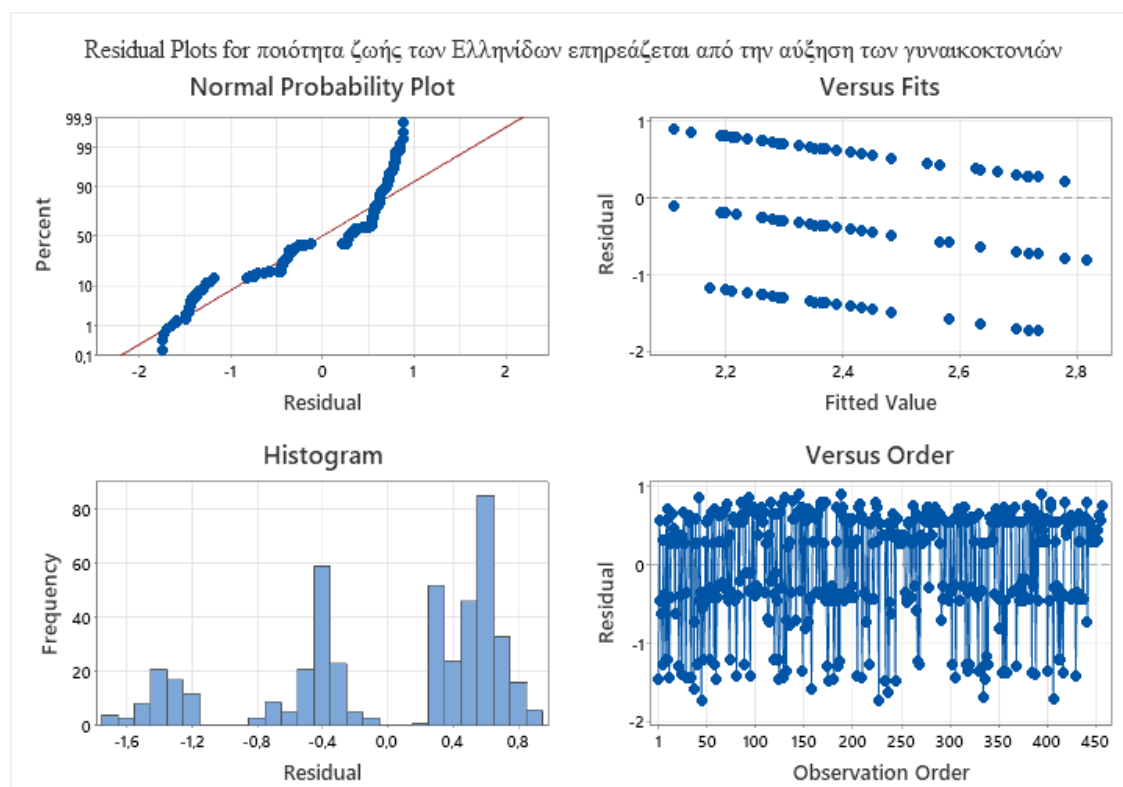 Residual Plots for ποιότητα ζωής των Ελληνίδων επηρεάζεται από την αύξηση των γυναικοκτονιών
Normal Probability Plot
99,9
99
90
50
10
1
0,1
Percent
-2 -1 0 1 2
Residual
Versus Fits
1
0
-1
-2
Residual
2,2 2,4 2,6 2,8
Fitted Value
Histogram
80
60
40
20
0
Frequency
-1,6 -1,2 -0,8 -0,4 0,0 0,4 0,8
Residual
Versus Order
1
0
-1
-2
Residual
1 50 100 150 200 250 300 350 400 450
Observation Order